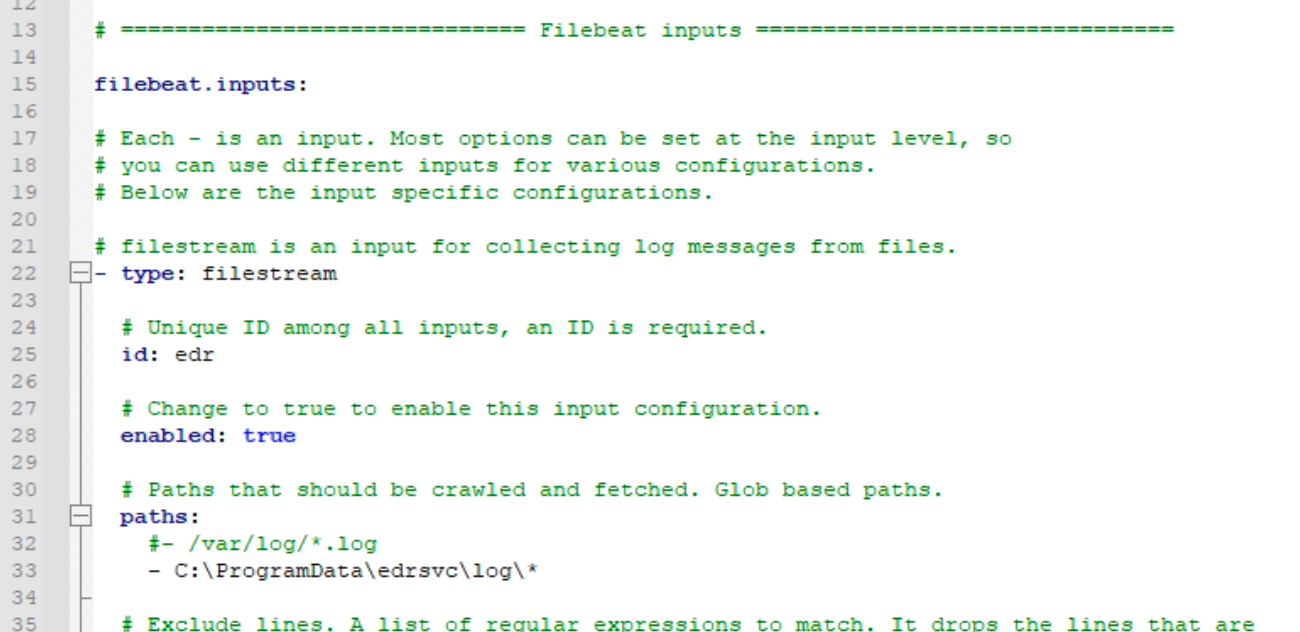 12
13 # ============================== Filebeat inputs ===============================
14
15 filebeat.inputs:
16
17 # Each - is an input. Most options can be set at the input level, so
18 # you can use different inputs for various configurations.
19 # Below are the input specific configurations.
20
21 # filestream is an input for collecting log messages from files.
22 - type: filestream
23
24 # Unique ID among all inputs, an ID is required.
25 id: edr
26
27 # Change to true to enable this input configuration.
28 enabled: true
29
30 # Paths that should be crawled and fetched. Glob based paths.
31 paths:
32 #- /var/log/*.log
33 - C:\ProgramData\edrsvc\log\*
34
35 # Exclude lines. A list of regular expressions to match. It drops the lines that are